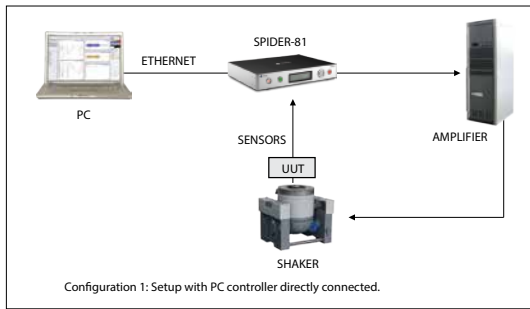 SPIDER-81
ETHERNET
PC
AMPLIFIER
SENSORS
UUT
SHAKER
Configuration 1: Setup with PC controller directly connected.